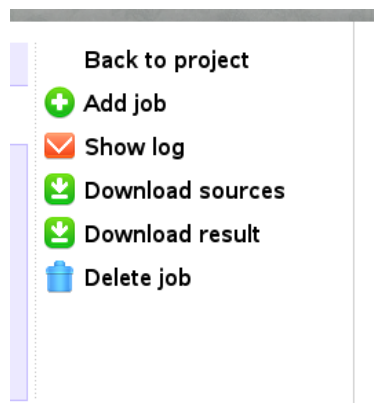 Back to project
Add job
Show log
Download sources
Download result
Delete job